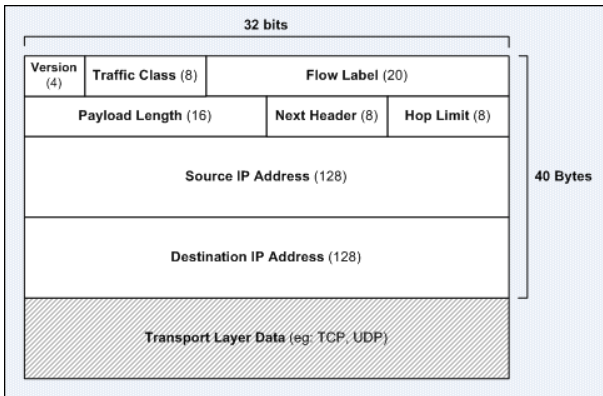 32 bits
Version
(4)
Traffic Class (8)
Flow Label (20)
Payload Length (16)
Next Header (8)
Hop Limit (8)
Source IP Address (128)
40 Bytes
Destination IP Address (128)
Transport Layer Data (eg: TCP, UDP)